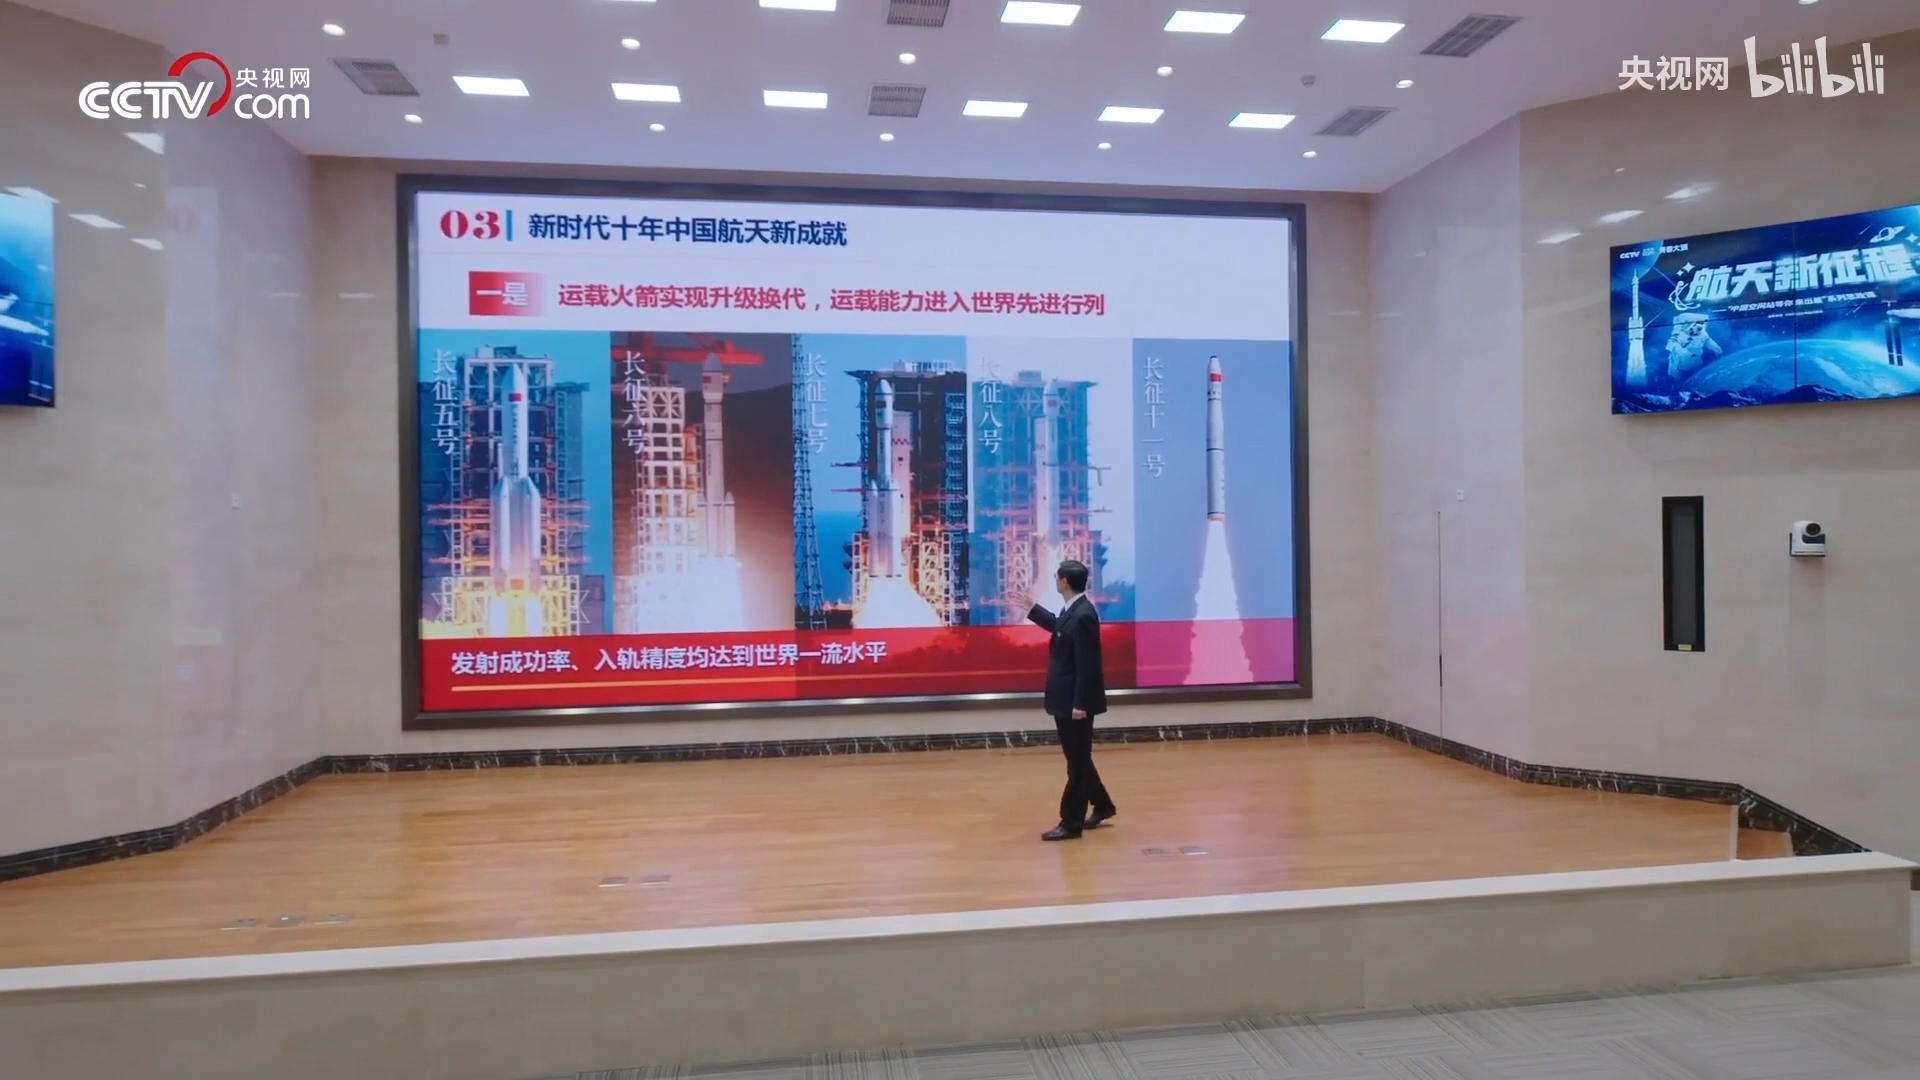 CCTV 央视网
com
央视网 bilibili
03 新时代十年中国航天新成就
一是 运载火箭实现升级换代，运载能力进入世界先进行列
长征五号
长征六号
长征七号
长征八号
长征十一号
发射成功率、入轨精度均达到世界一流水平
CCTV
航天新征程